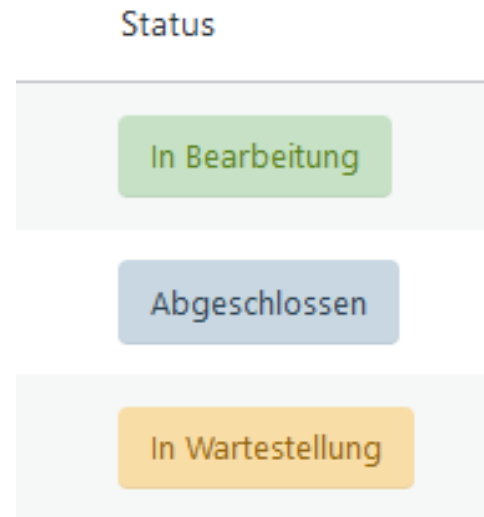 Status
In Bearbeitung
Abgeschlossen
In Wartestellung